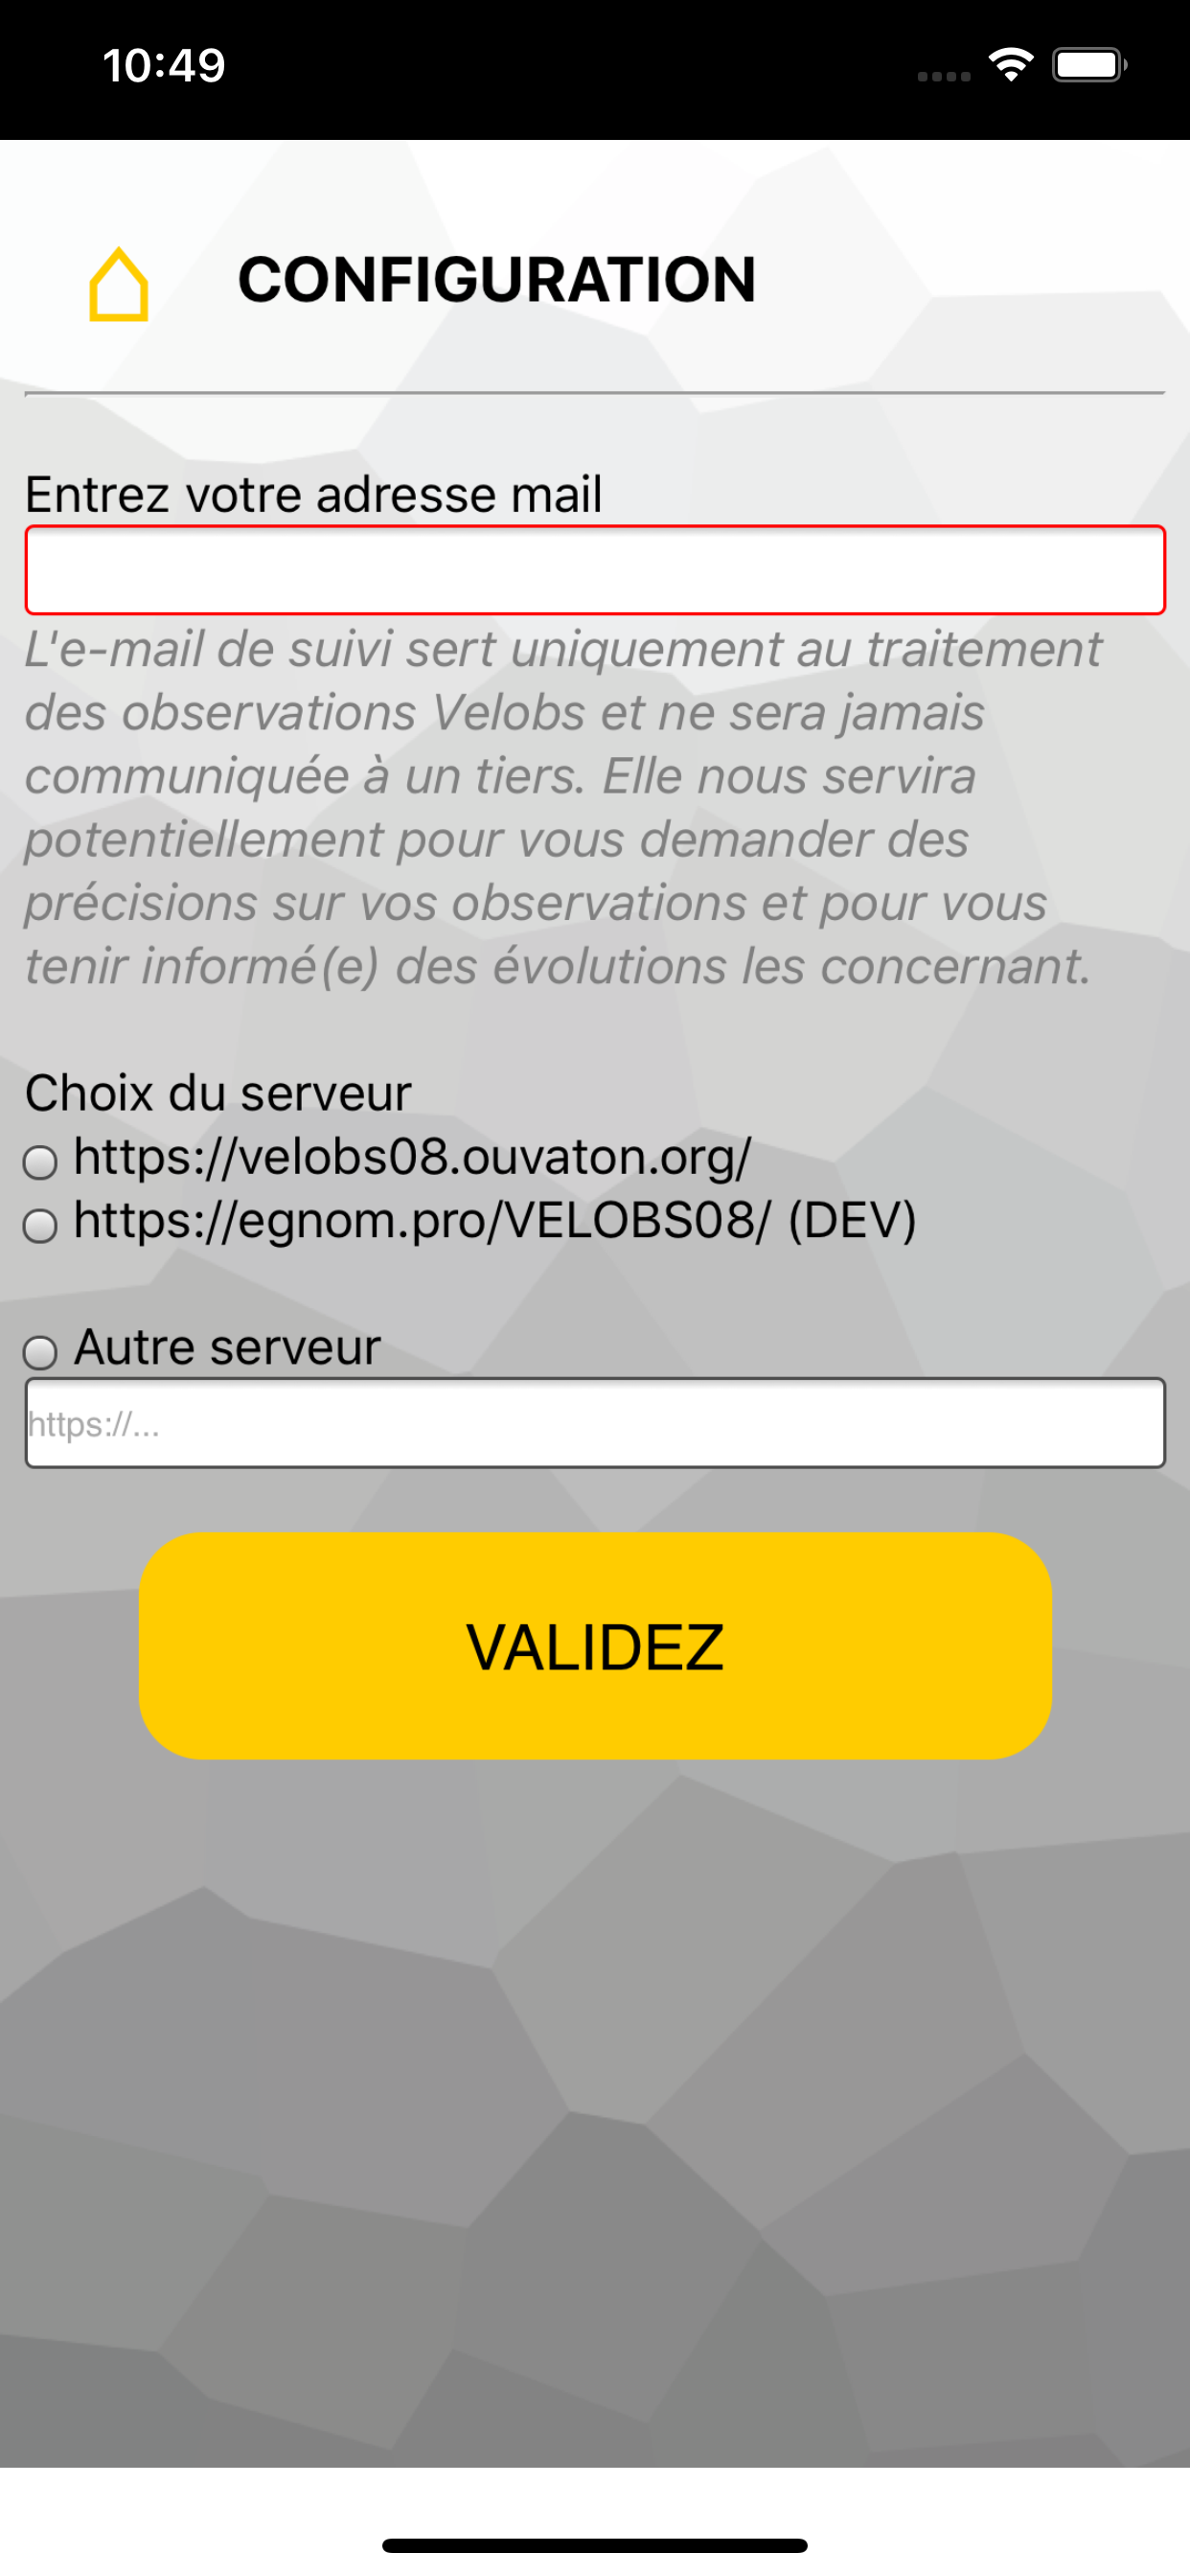 10:49
CONFIGURATION
Entrez votre adresse mail
L'e-mail de suivi sert uniquement au traitement
des observations Velobs et ne sera jamais
communiquée à un tiers. Elle nous servira
potentiellement pour vous demander des
précisions sur vos observations et pour vous
tenir informé(e) des évolutions les concernant.
Choix du serveur
https://velobs08.ouvaton.org/
https://egnom.pro/VELOBS08/ (DEV)
Autre serveur
https://...
VALIDEZ